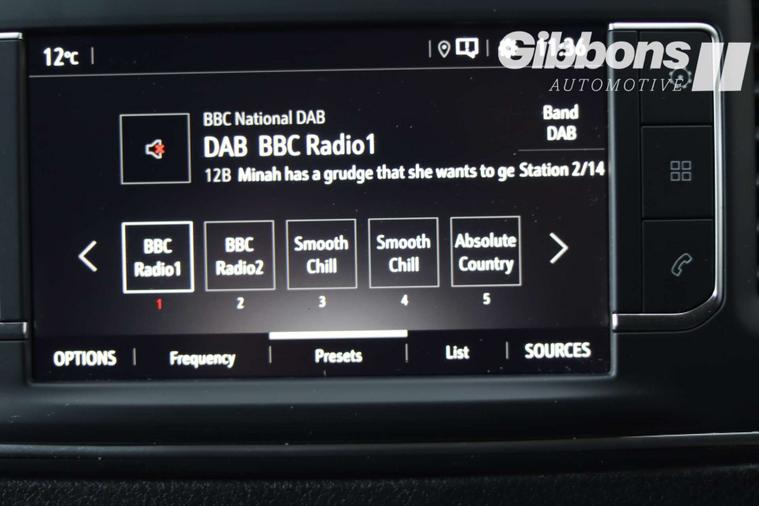 12°C
11:36
Gibbons
AUTOMOTIVE
BBC National DAB
Band
DAB
DAB BBC Radio1
12B Minah has a grudge that she wants to ge Station 2/14
BBC Radio1
BBC Radio2
Smooth Chill
Smooth Chill
Absolute Country
1 2 3 4 5
OPTIONS Frequency Presets List SOURCES